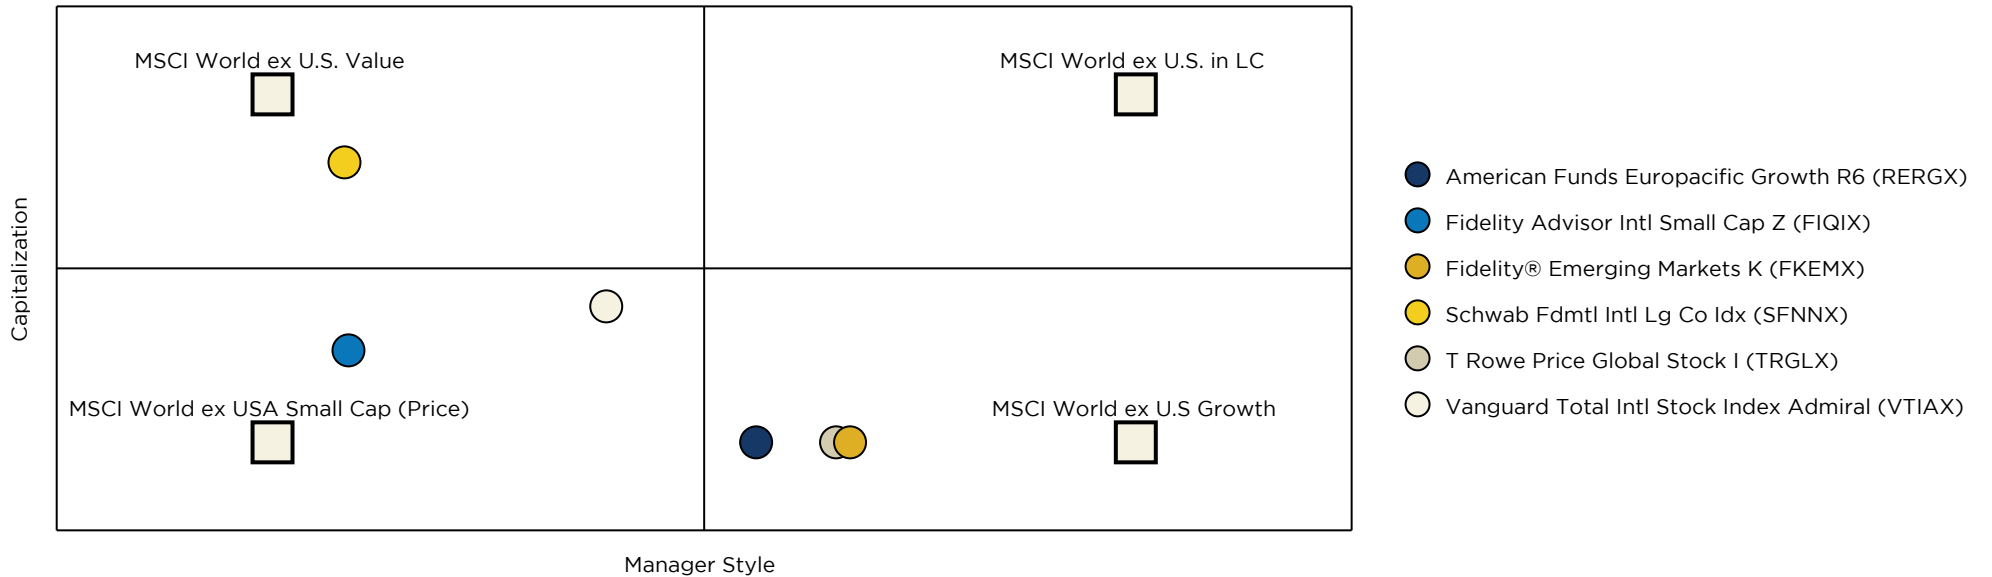 MSCI World ex U.S. Value
MSCI World ex U.S. in LC
Capitalization
MSCI World ex USA Small Cap (Price)
MSCI World ex U.S Growth
Manager Style
American Funds Europacific Growth R6 (RERGX)
Fidelity Advisor Intl Small Cap Z (FIQIX)
Fidelity® Emerging Markets K (FKEMX)
Schwab Fdmtl Intl Lg Co Idx (SFNNX)
T Rowe Price Global Stock I (TRGLX)
Vanguard Total Intl Stock Index Admiral (VTIAX)